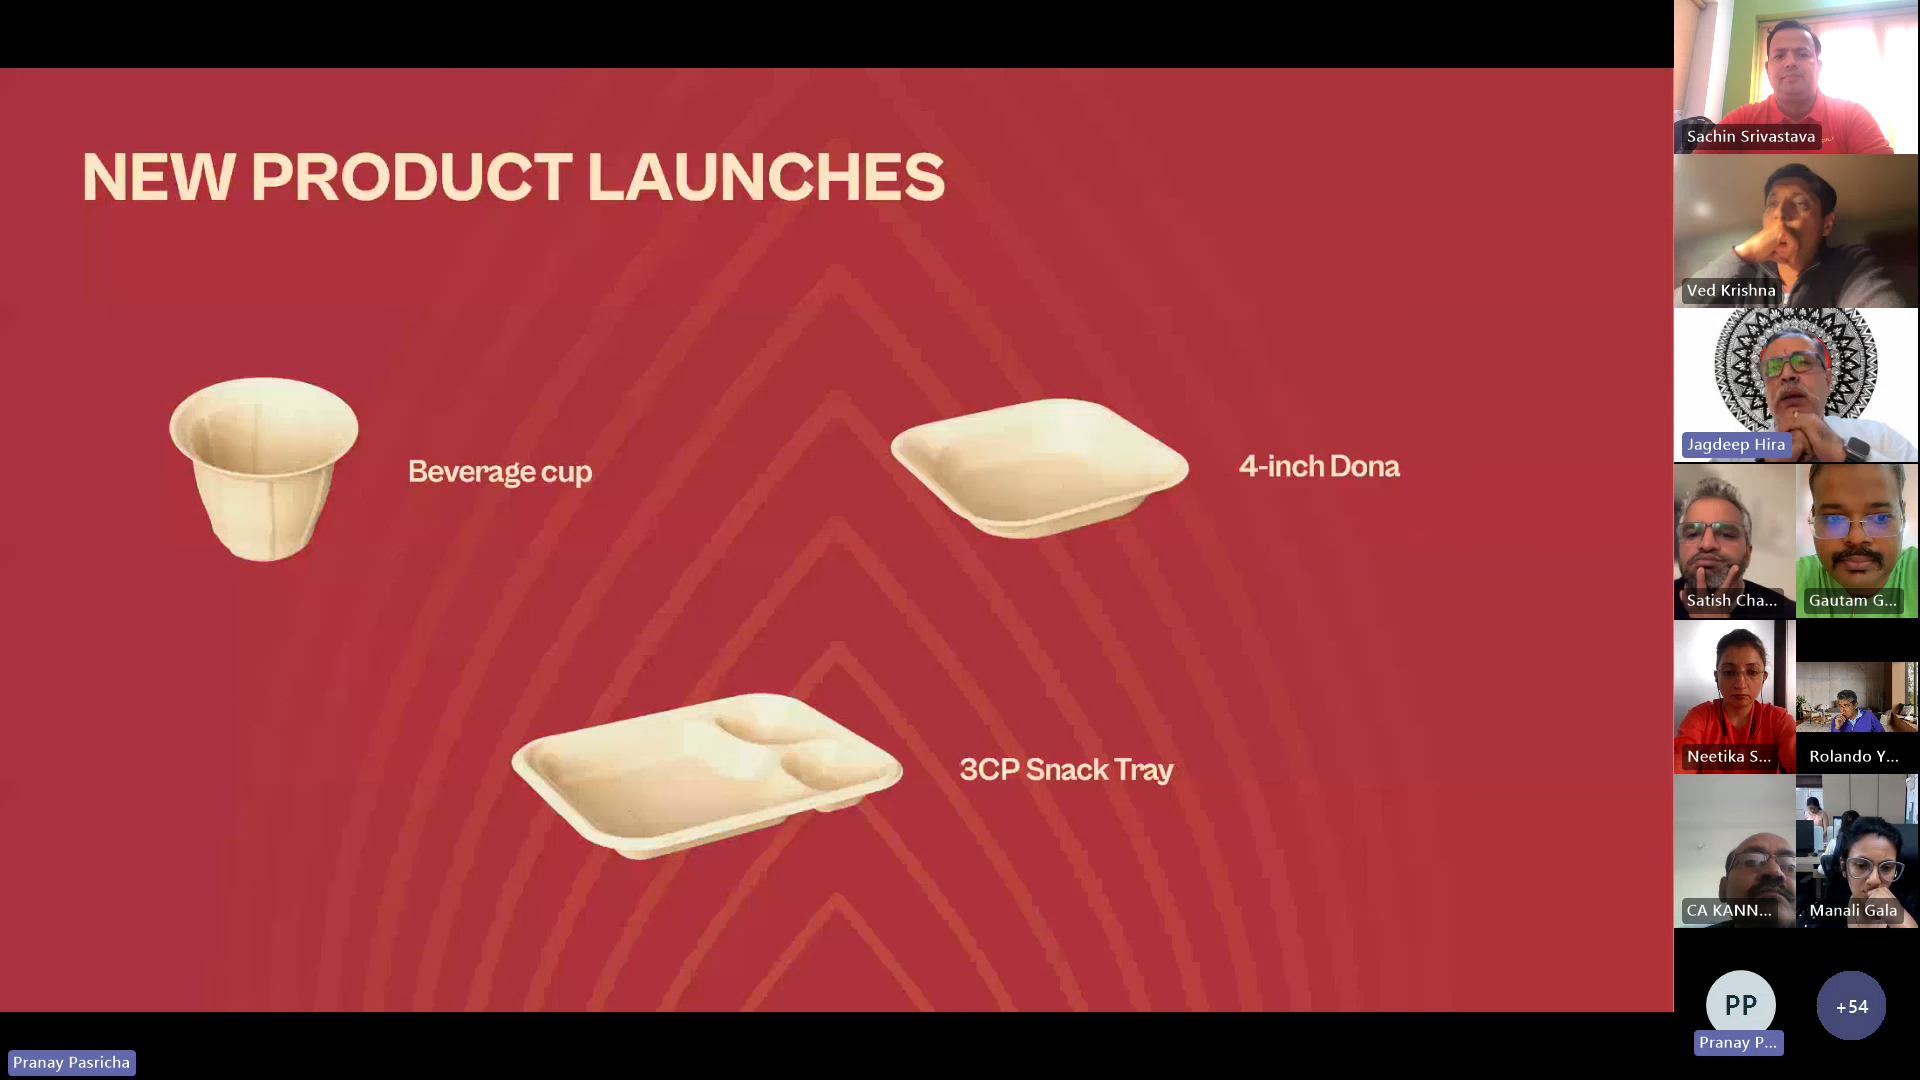 NEW PRODUCT LAUNCHES
Beverage cup
4-inch Dona
3CP Snack Tray
Pranay Pasricha
Sachin Srivastava
Ved Krishna
Jagdeep Hira
Satish Cha...
Gautam G...
Neetika S...
Rolando Y...
CA KANN...
Manali Gala
PP
+54
Pranay P...